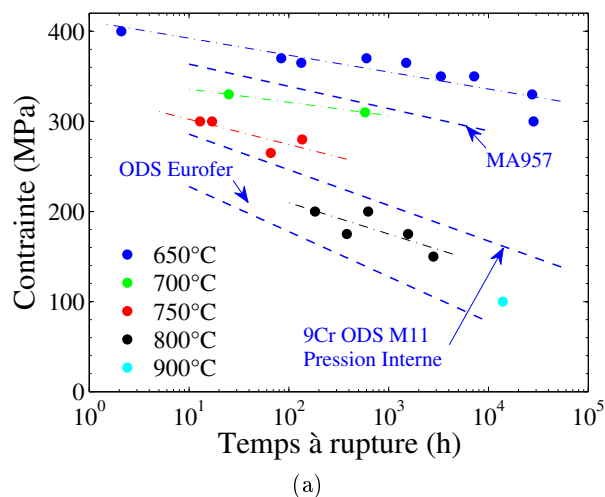 400
300
200
100
0
Contrainte (MPa)
MA957
ODS Eurofer
650°C
700°C
750°C
800°C
900°C
9Cr ODS M11
Pression Interne
10^0 10^1 10^2 10^3 10^4 10^5
Temps à rupture (h)
(a)